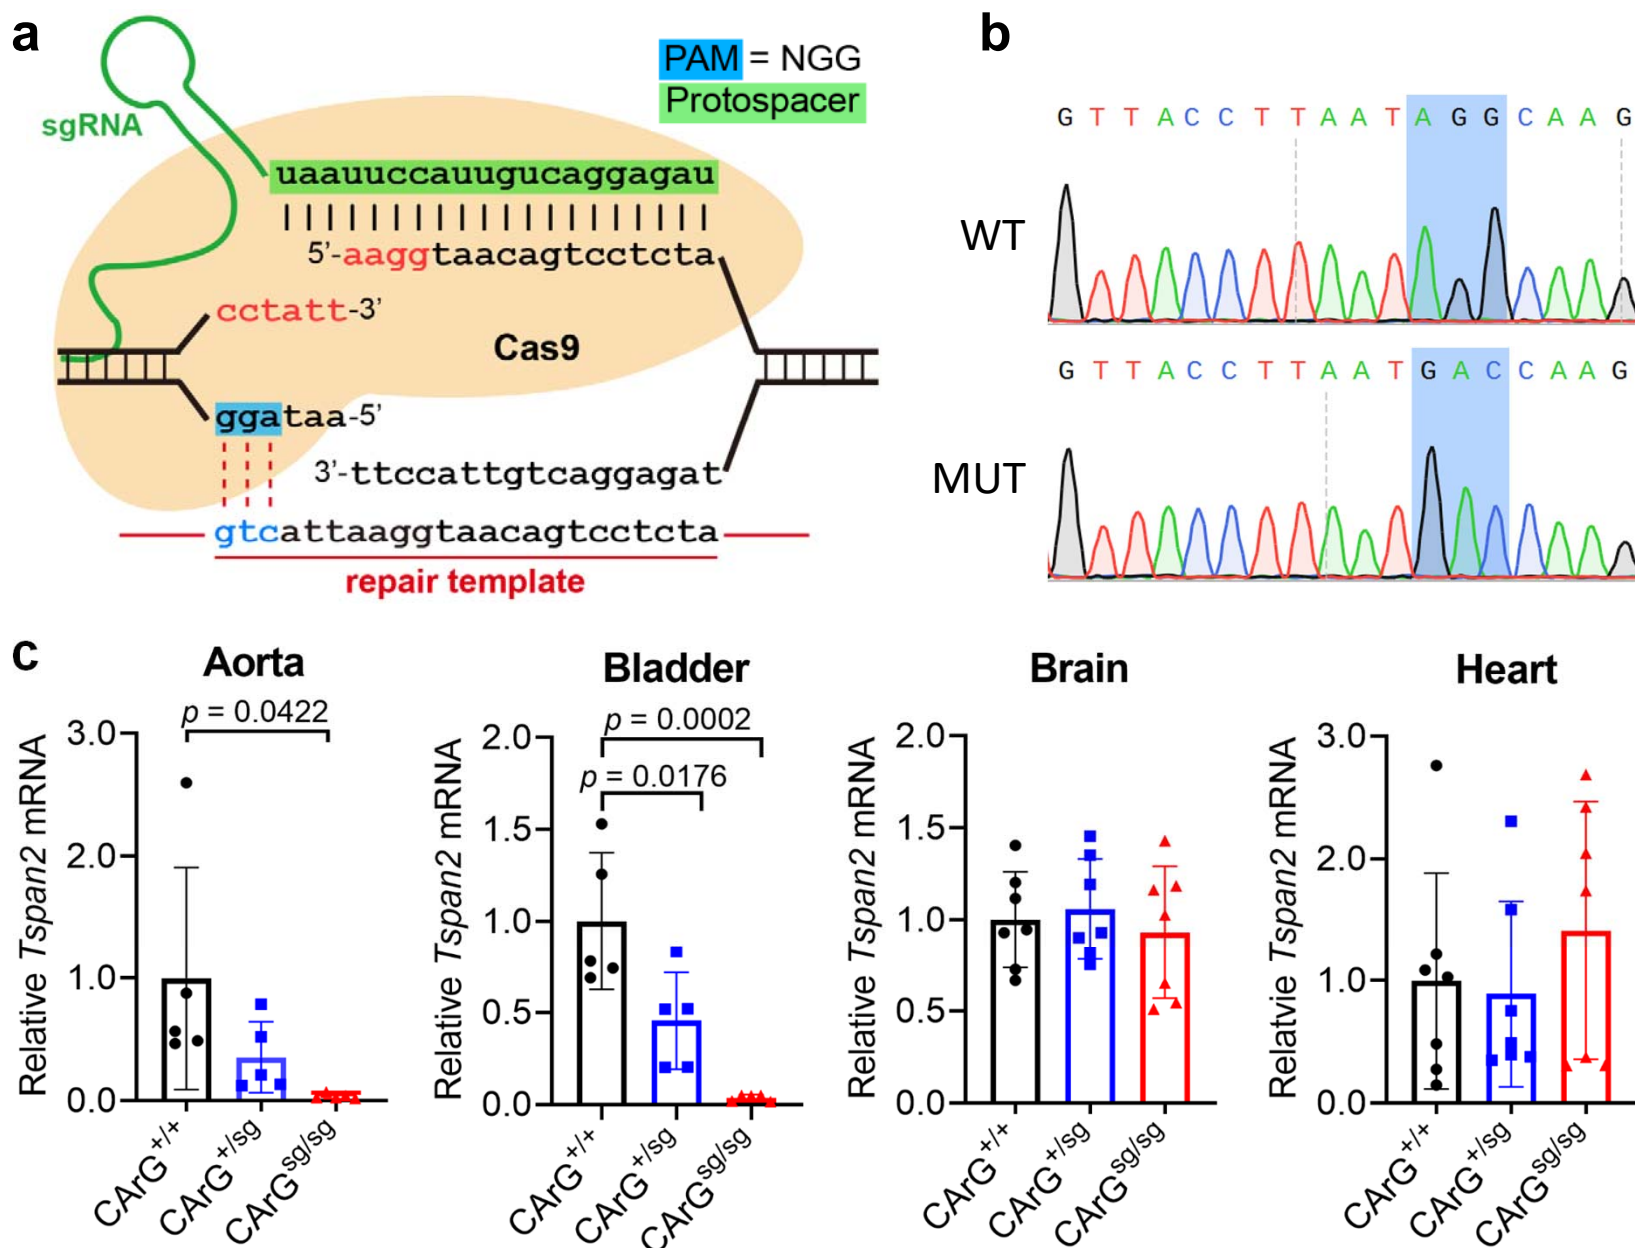 a
sgRNA
PAM = NGG
Protospacer
uaauuccauugucaggagau
5'-aaggtaacagtcctcta
cctatt-3'
Cas9
ggataa-5'
3'-ttccattgtcaggagat
gtcattaaggtaacagtcctcta
repair template
b
G T T A C C T T A A T A G G C A A G
WT
G T T A C C T T A A T G A C C A A G
MUT
c
Aorta
p = 0.0422
Relative Tspan2 mRNA
3.0
2.0
1.0
0.0
CArG+/+
CArG+/sg
CArGsg/sg
Bladder
p = 0.0002
p = 0.0176
Relative Tspan2 mRNA
2.0
1.5
1.0
0.5
0.0
CArG+/+
CArG+/sg
CArGsg/sg
Brain
Relative Tspan2 mRNA
2.0
1.5
1.0
0.5
0.0
CArG+/+
CArG+/sg
CArGsg/sg
Heart
Relatvie Tspan2 mRNA
3.0
2.0
1.0
0.0
CArG+/+
CArG+/sg
CArGsg/sg